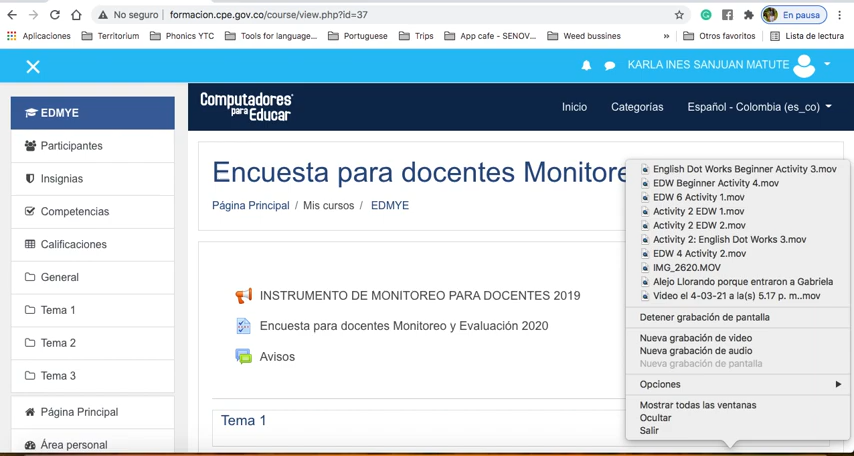 No seguro | formacion.cpe.gov.co/course/view.php?id=37
En pausa
Aplicaciones Territorium Phonics YTC Tools for language... Portuguese Trips App cafe - SENOV... Weed bussines » Otros favoritos Lista de lectura
KARLA INES SANJUAN MATUTE
EDMYE
Participantes
Insignias
Competencias
Calificaciones
General
Tema 1
Tema 2
Tema 3
Página Principal
Área personal
Computadores
para Educar
Inicio Categorías Español - Colombia (es_co)
Encuesta para docentes Monitore
Página Principal / Mis cursos / EDMYE
INSTRUMENTO DE MONITOREO PARA DOCENTES 2019
Encuesta para docentes Monitoreo y Evaluación 2020
Avisos
Tema 1
English Dot Works Beginner Activity 3.mov
EDW Beginner Activity 4.mov
EDW 6 Activity 1.mov
Activity 2 EDW 1.mov
Activity 2 EDW 2.mov
Activity 2: English Dot Works 3.mov
EDW 4 Activity 2.mov
IMG_2620.MOV
Alejo Llorando porque entraron a Gabriela
Video el 4-03-21 a la(s) 5.17 p. m..mov
Detener grabación de pantalla
Nueva grabación de video
Nueva grabación de audio
Nueva grabación de pantalla
Opciones
Mostrar todas las ventanas
Ocultar
Salir